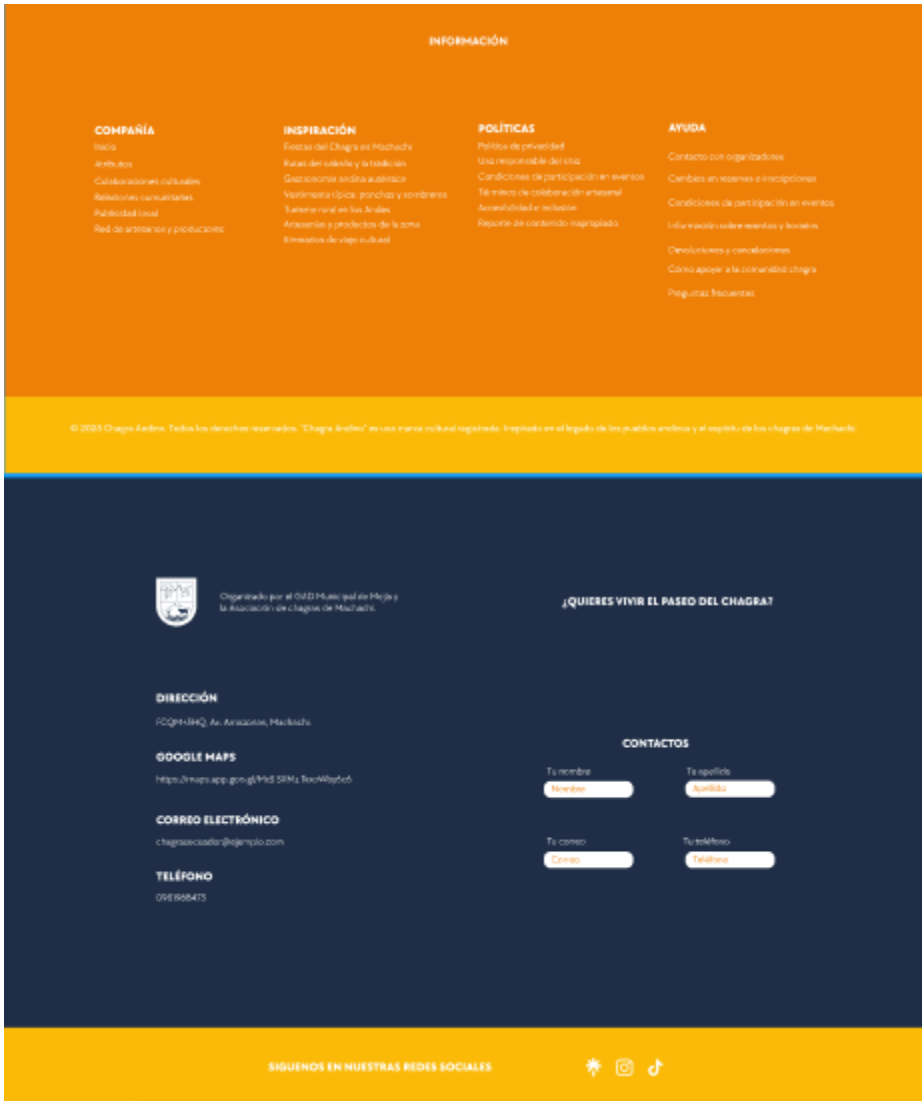 INFORMACIÓN
COMPAÑÍA
Inicio
Atributos
Colaboraciones culturales
Relaciones comunitarias
Publicidad local
Red de artesanos y productores
INSPIRACIÓN
Fiestas del Chagra en Machachi
Rutas del caballo y la tradición
Gastronomía andina auténtica
Vestimenta típica: ponchos y sombreros
Turismo rural en los Andes
Artesanías y productos de la zona
Itinerarios de viaje cultural
POLÍTICAS
Política de privacidad
Uso responsable del sitio
Condiciones de participación en eventos
Términos de colaboración artesanal
Accesibilidad e inclusión
Reporte de contenido inapropiado
AYUDA
Contacto con organizadores
Cambios en reservas e inscripciones
Condiciones de participación en eventos
Información sobre eventos y horarios
Devoluciones y cancelaciones
Cómo apoyar a la comunidad chagra
Preguntas frecuentes
© 2025 Chagra Andino. Todos los derechos reservados. "Chagra Andino" es una marca cultural registrada. Inspirado en el legado de los pueblos andinos y el espíritu de los chagras de Machachi.
Organizado por el GAD Municipal de Mejía y
la Asociación de chagras de Machachi.
¿QUIERES VIVIR EL PASEO DEL CHAGRA?
DIRECCIÓN
Av. Amazonas, Machachi.
GOOGLE MAPS
CORREO ELECTRÓNICO
chagrasecuador@ejemplo.com
TELÉFONO
CONTACTOS
Tu nombre
Tu apellido
Nombre
Apellido
Tu correo
Tu teléfono
Correo
Teléfono
SIGUENOS EN NUESTRAS REDES SOCIALES